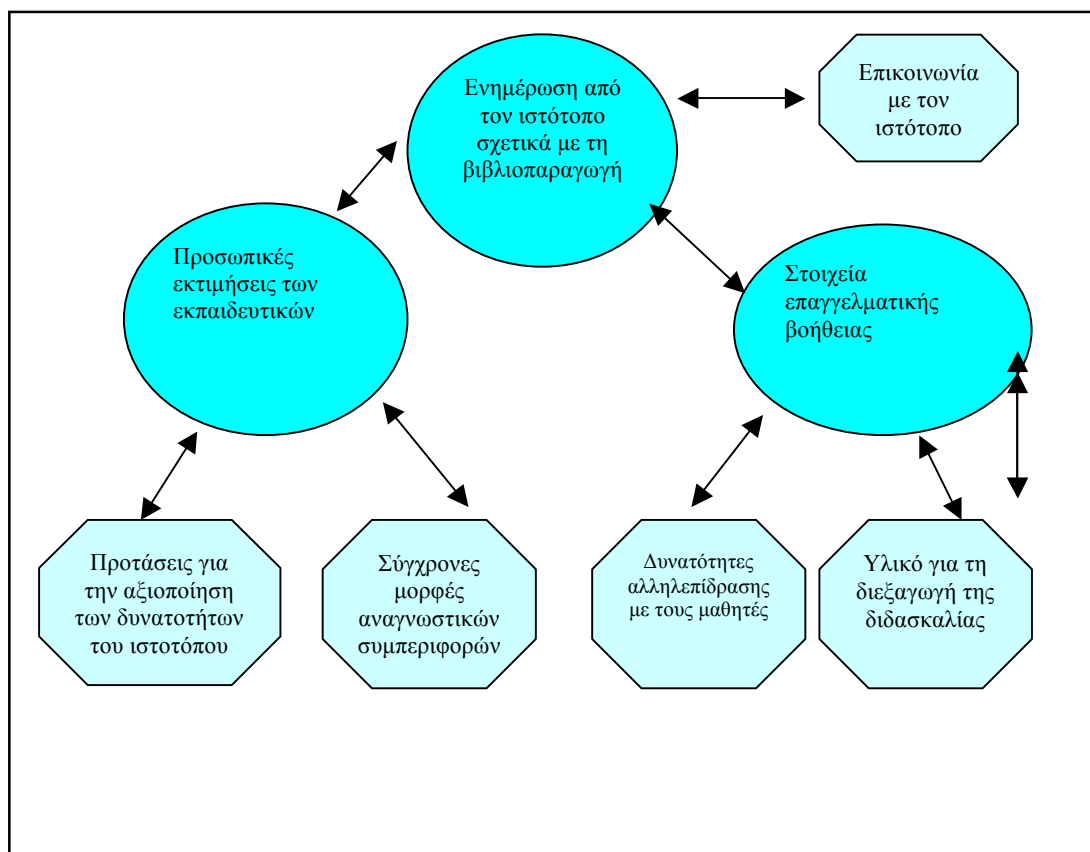 Ενημέρωση από
τον ιστότοπο
σχετικά με τη
βιβλιοπαραγωγή
Επικοινωνία
με τον
ιστότοπο
Προσωπικές
εκτιμήσεις των
εκπαιδευτικών
Στοιχεία
επαγγελματικής
βοήθειας
Προτάσεις για
την αξιοποίηση
των δυνατοτήτων
του ιστοτόπου
Σύγχρονες
μορφές
αναγνωστικών
συμπεριφορών
Δυνατότητες
αλληλεπίδρασης
με τους μαθητές
Υλικό για τη
διεξαγωγή της
διδασκαλίας